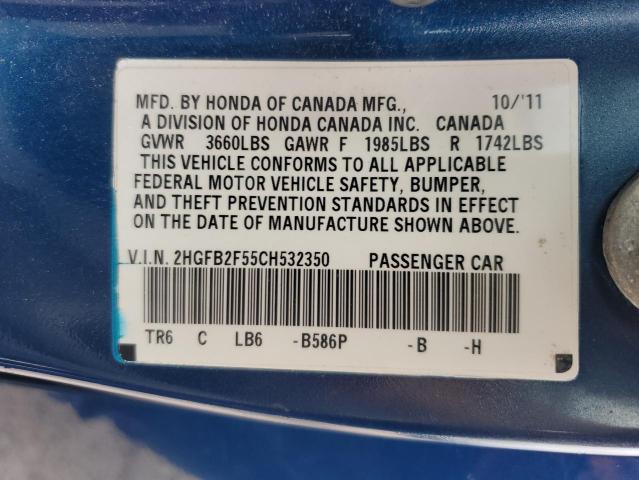 MFD. BY HONDA OF CANADA MFG., 10/'11
A DIVISION OF HONDA CANADA INC. CANADA
GVWR 3660LBS GAWR F 1985LBS R 1742LBS
THIS VEHICLE CONFORMS TO ALL APPLICABLE
FEDERAL MOTOR VEHICLE SAFETY, BUMPER,
AND THEFT PREVENTION STANDARDS IN EFFECT
ON THE DATE OF MANUFACTURE SHOWN ABOVE.
V.I.N. 2HGFB2F55CH532350 PASSENGER CAR
TR6 C LB6 -B586P -B -H